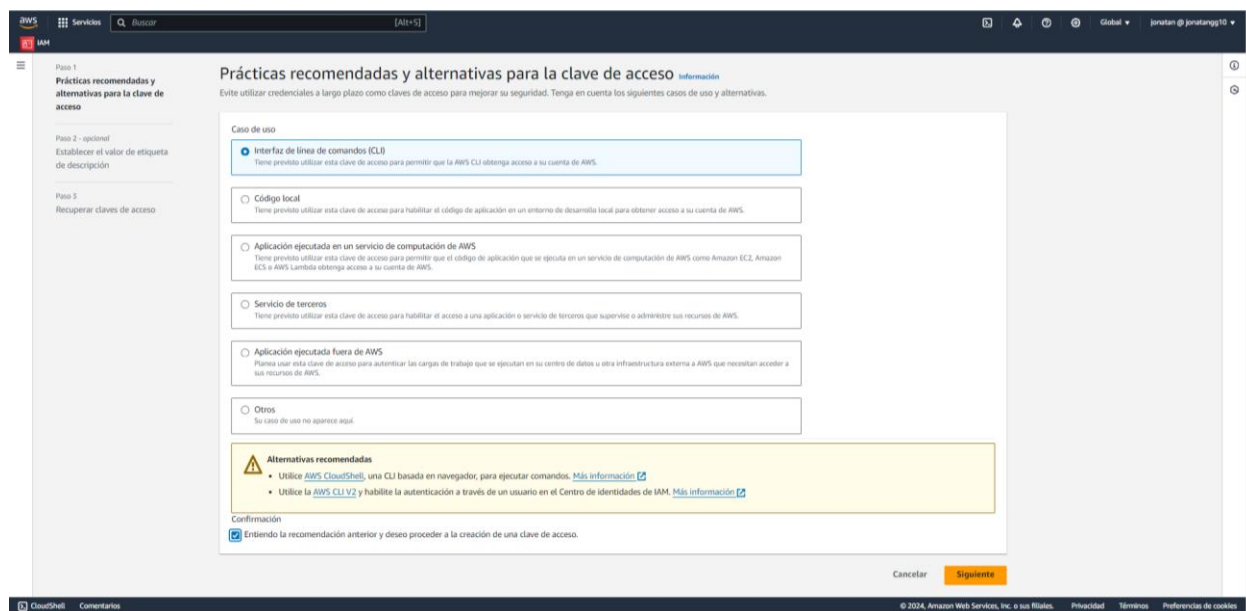 aws
Servicios
Buscar
[Alt+S]
Global
jonatan @ jonatangg10
IAM
Paso 1
Prácticas recomendadas y
alternativas para la clave de
acceso
Paso 2 - opcional
Establecer el valor de etiqueta
de descripción
Paso 3
Recuperar claves de acceso
Prácticas recomendadas y alternativas para la clave de acceso Información
Evite utilizar credenciales a largo plazo como claves de acceso para mejorar su seguridad. Tenga en cuenta los siguientes casos de uso y alternativas.
Caso de uso
Interfaz de línea de comandos (CLI)
Tiene previsto utilizar esta clave de acceso para permitir que la AWS CLI obtenga acceso a su cuenta de AWS.
Código local
Tiene previsto utilizar esta clave de acceso para habilitar el código de aplicación en un entorno de desarrollo local para obtener acceso a su cuenta de AWS.
Aplicación ejecutada en un servicio de computación de AWS
Tiene previsto utilizar esta clave de acceso para permitir que el código de aplicación que se ejecuta en un servicio de computación de AWS como Amazon EC2, Amazon
ECS o AWS Lambda obtenga acceso a su cuenta de AWS.
Servicio de terceros
Tiene previsto utilizar esta clave de acceso para habilitar el acceso a una aplicación o servicio de terceros que supervise o administre sus recursos de AWS.
Aplicación ejecutada fuera de AWS
Planea usar esta clave de acceso para autenticar las cargas de trabajo que se ejecutan en su centro de datos u otra infraestructura externa a AWS que necesitan acceder a
sus recursos de AWS.
Otros
Su caso de uso no aparece aquí.
Alternativas recomendadas
• Utilice AWS CloudShell, una CLI basada en navegador, para ejecutar comandos. Más información
• Utilice la AWS CLI V2 y habilite la autenticación a través de un usuario en el Centro de identidades de IAM. Más información
Confirmación
Entiendo la recomendación anterior y deseo proceder a la creación de una clave de acceso.
Cancelar
Siguiente
CloudShell
Comentarios
© 2024, Amazon Web Services, Inc. o sus filiales.
Privacidad
Términos
Preferencias de cookies